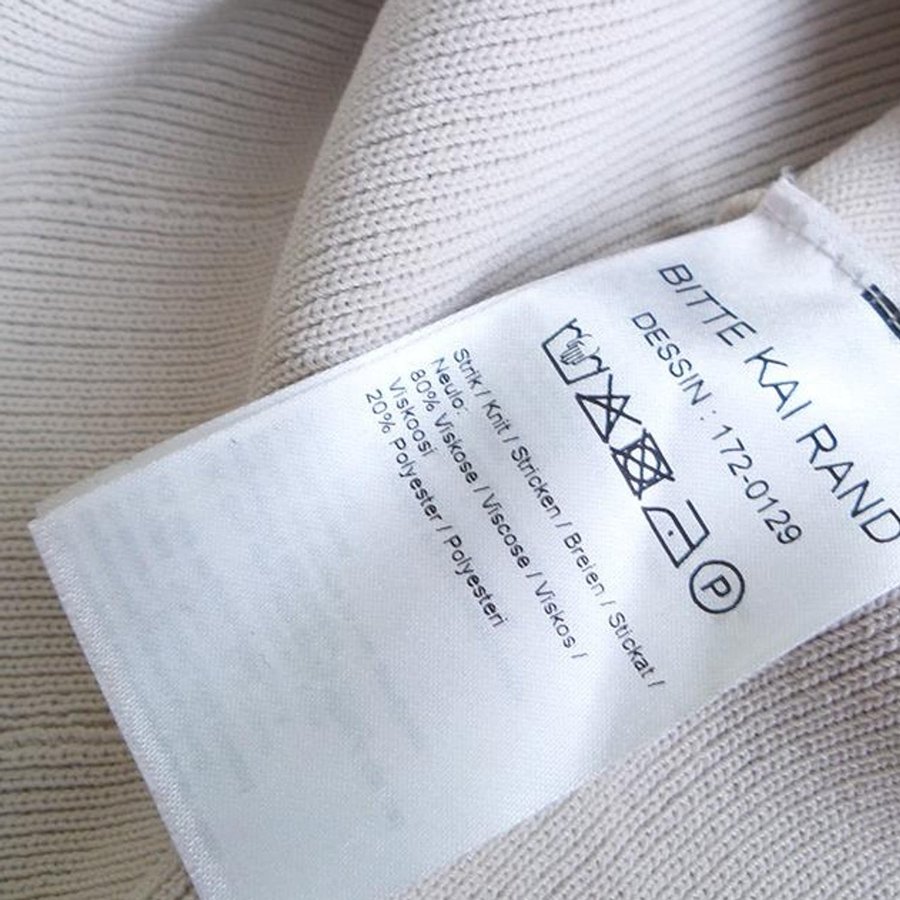 BITTE KAI RAND
DESSIN : 172-0129
P
Strik / Knit / Stricken / Breien / Stickat /
Neulo:
80% Viskose / Viscose / Viskos /
Viskoosi
20% Polyester / Polyesteri